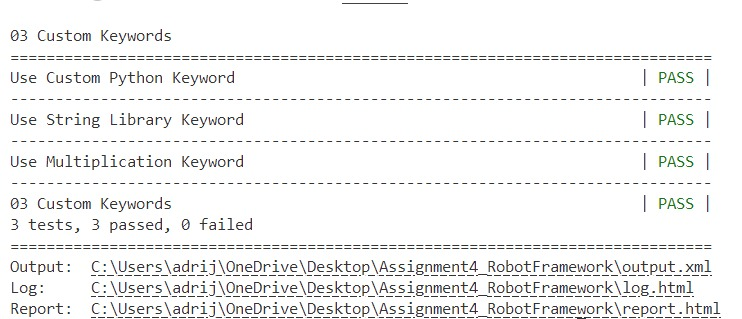 03 Custom Keywords
==============================================================================
Use Custom Python Keyword | PASS |
------------------------------------------------------------------------------
Use String Library Keyword | PASS |
------------------------------------------------------------------------------
Use Multiplication Keyword | PASS |
------------------------------------------------------------------------------
03 Custom Keywords | PASS |
3 tests, 3 passed, 0 failed
==============================================================================
Output: C:\Users\adrij\OneDrive\Desktop\Assignment4_RobotFramework\output.xml
Log: C:\Users\adrij\OneDrive\Desktop\Assignment4_RobotFramework\log.html
Report: C:\Users\adrij\OneDrive\Desktop\Assignment4_RobotFramework\report.html